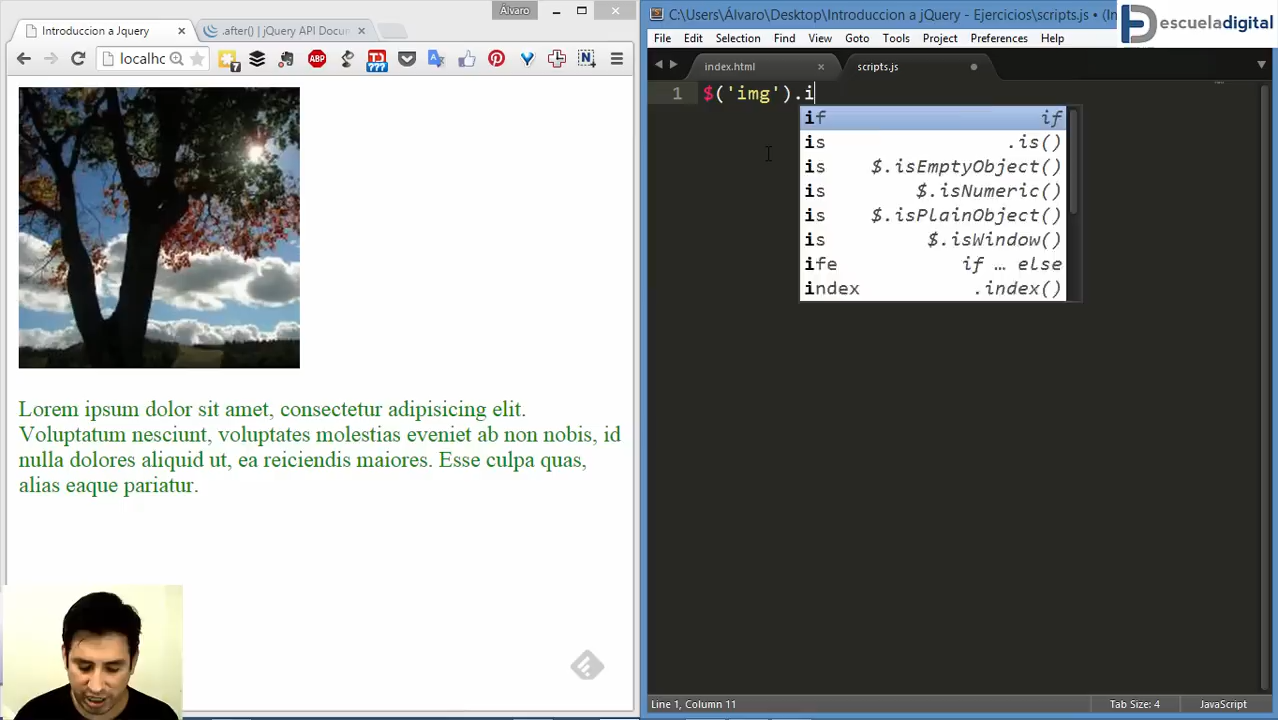 Álvaro
Introduccion a Jquery
.after() | jQuery API Docum
localhc
ABP
???
N
Lorem ipsum dolor sit amet, consectetur adipisicing elit.
Voluptatum nesciunt, voluptates molestias eveniet ab non nobis, id
nulla dolores aliquid ut, ea reiciendis maiores. Esse culpa quas,
alias eaque pariatur.
C:\Users\Álvaro\Desktop\Introduccion a jQuery - Ejercicios\scripts.js • (In
escueladigital
File Edit Selection Find View Goto Tools Project Preferences Help
index.html
scripts.js
1 $('img').i
if if
is .is()
is $.isEmptyObject()
is $.isNumeric()
is $.isPlainObject()
is $.isWindow()
ife if … else
index .index()
Line 1, Column 11
Tab Size: 4
JavaScript